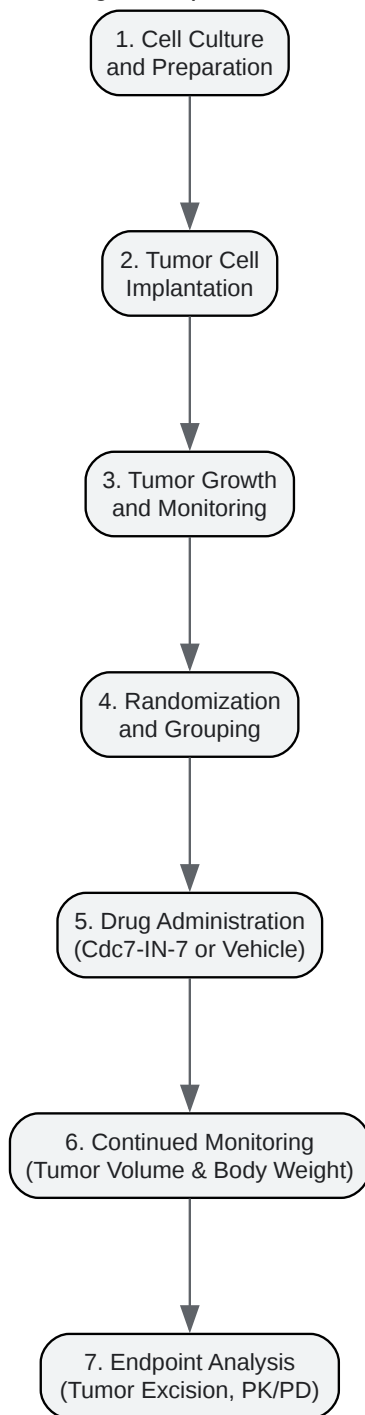 1. Cell Culture
and Preparation
2. Tumor Cell
Implantation
3. Tumor Growth
and Monitoring
4. Randomization
and Grouping
5. Drug Administration
(Cdc7-IN-7 or Vehicle)
6. Continued Monitoring
(Tumor Volume & Body Weight)
7. Endpoint Analysis
(Tumor Excision, PK/PD)